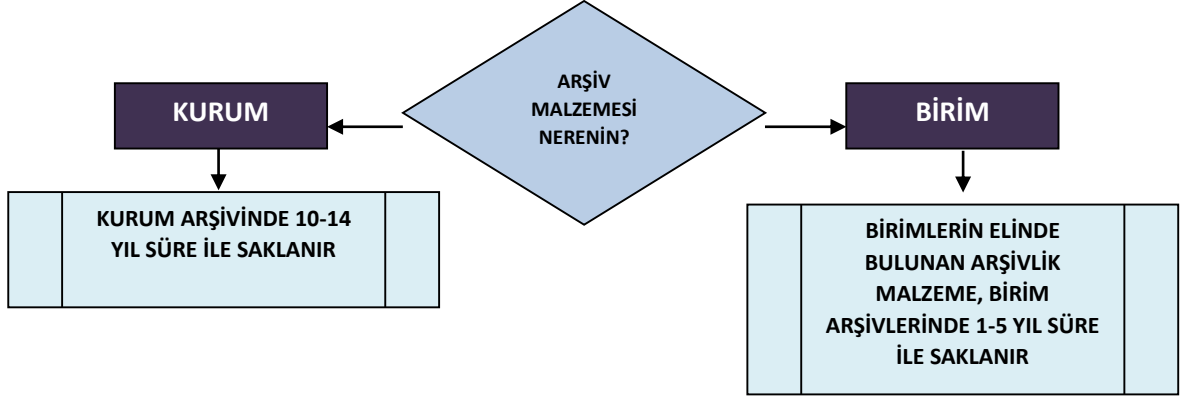 ARŞİV
MALZEMESİ
NERENİN?
KURUM
BİRİM
KURUM ARŞİVİNDE 10-14
YIL SÜRE İLE SAKLANIR
BİRİMLERİN ELİNDE
BULUNAN ARŞİVLİK
MALZEME, BİRİM
ARŞİVLERİNDE 1-5 YIL SÜRE
İLE SAKLANIR